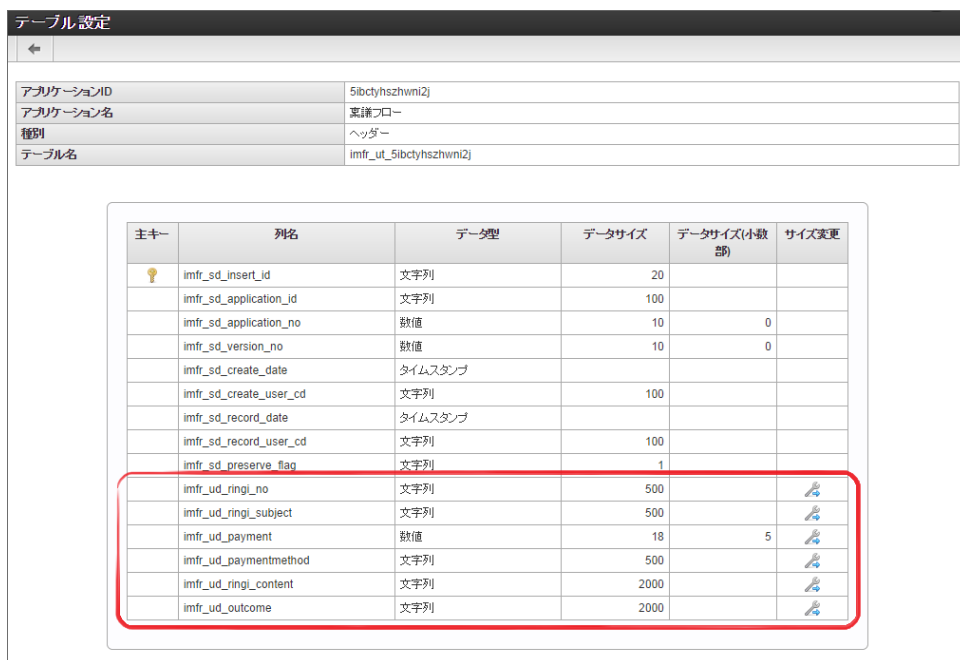 テーブル設定
アプリケーションID 5ibctyhszhwni2j
アプリケーション名 稟議フロー
種別 ヘッダー
テーブル名 imfr_ut_5ibctyhszhwni2j
主キー 列名 データ型 データサイズ データサイズ(小数 サイズ変更
部)
imfr_sd_insert_id 文字列 20
imfr_sd_application_id 文字列 100
imfr_sd_application_no 数値 10 0
imfr_sd_version_no 数値 10 0
imfr_sd_create_date タイムスタンプ
imfr_sd_create_user_cd 文字列 100
imfr_sd_record_date タイムスタンプ
imfr_sd_record_user_cd 文字列 100
imfr_sd_preserve_flag 文字列 1
imfr_ud_ringi_no 文字列 500
imfr_ud_ringi_subject 文字列 500
imfr_ud_payment 数値 18 5
imfr_ud_paymentmethod 文字列 500
imfr_ud_ringi_content 文字列 2000
imfr_ud_outcome 文字列 2000